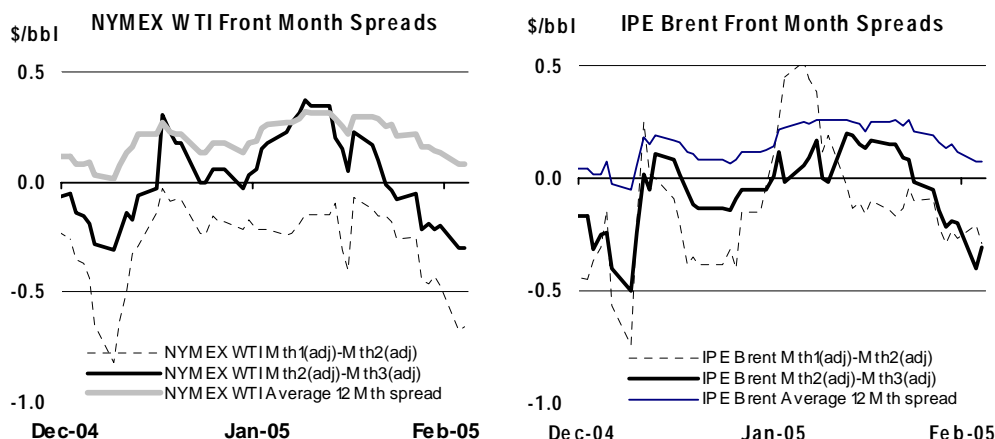 NYMEX WTI Front Month Spreads
$/bbl
0.5
0.0
-0.5
-1.0
NYMEX WTI Mth1(adj)-Mth2(adj)
NYMEX WTI Mth2(adj)-Mth3(adj)
NYMEX WTI Average 12 Mth spread
Dec-04 Jan-05 Feb-05
IPE Brent Front Month Spreads
$/bbl
0.5
0.0
-0.5
-1.0
IPE Brent Mth1(adj)-Mth2(adj)
IPE Brent Mth2(adj)-Mth3(adj)
IPE Brent Average 12 Mth spread
Dec-04 Jan-05 Feb-05